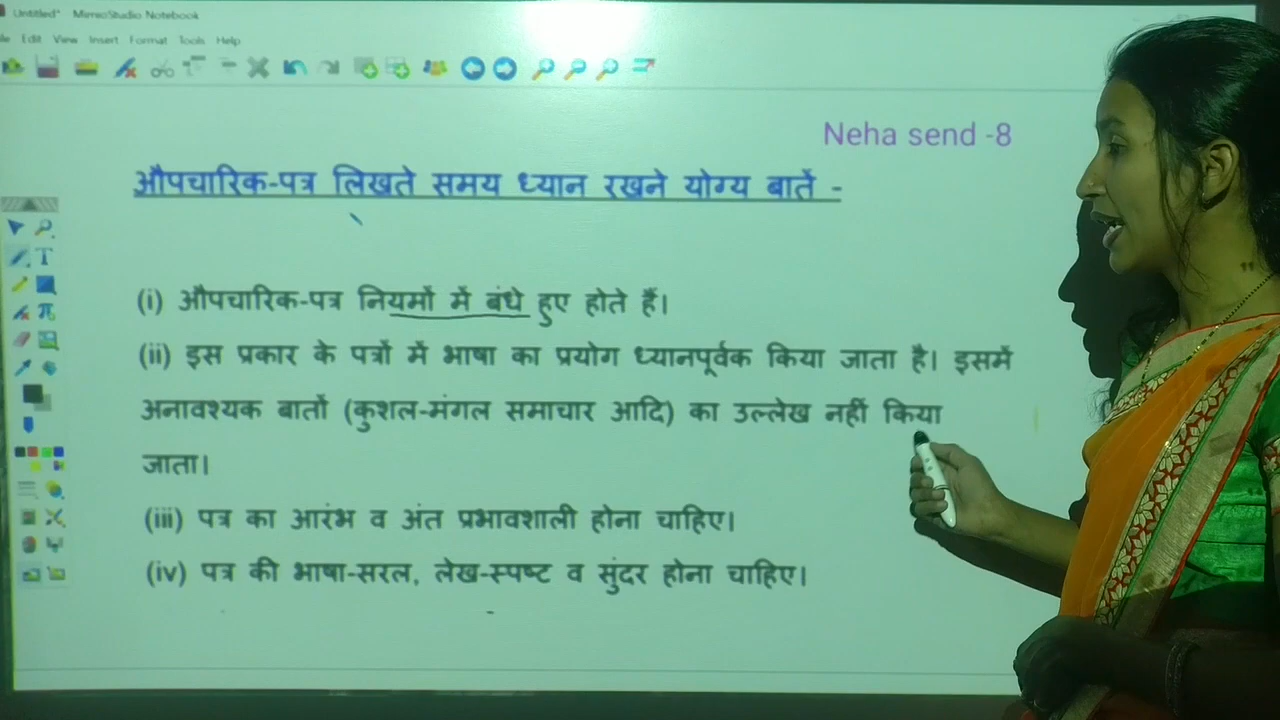 Untitled* MimioStudio Notebook
Edit View Insert Format Tools Help
Neha send -8
औपचारिक-पत्र लिखते समय ध्यान रखने योग्य बातें -
(i) औपचारिक-पत्र नियमों में बंधे हुए होते हैं।
(ii) इस प्रकार के पत्रों में भाषा का प्रयोग ध्यानपूर्वक किया जाता है। इसमें
अनावश्यक बातों (कुशल-मंगल समाचार आदि) का उल्लेख नहीं किया
जाता।
(iii) पत्र का आरंभ व अंत प्रभावशाली होना चाहिए।
(iv) पत्र की भाषा-सरल, लेख-स्पष्ट व सुंदर होना चाहिए।